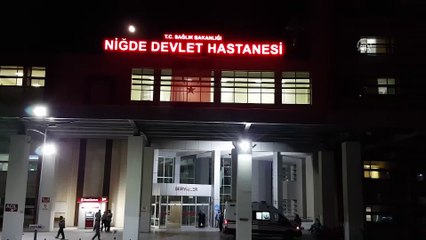 T.C. SAĞLIK BAKANLIĞI
NİĞDE DEVLET HASTANESİ